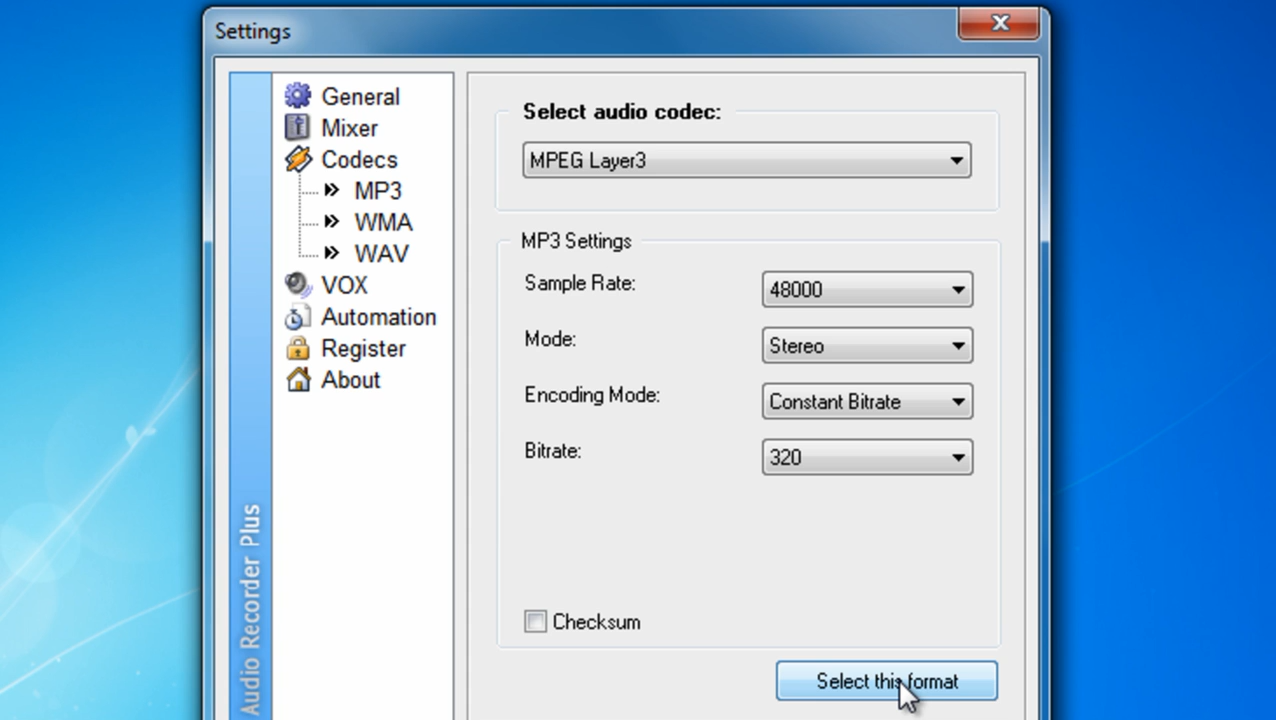 Settings
General
Mixer
Codecs
MP3
WMA
WAV
VOX
Automation
Register
About
Audio Recorder Plus
Select audio codec:
MPEG Layer3
MP3 Settings
Sample Rate: 48000
Mode: Stereo
Encoding Mode: Constant Bitrate
Bitrate: 320
Checksum
Select this format